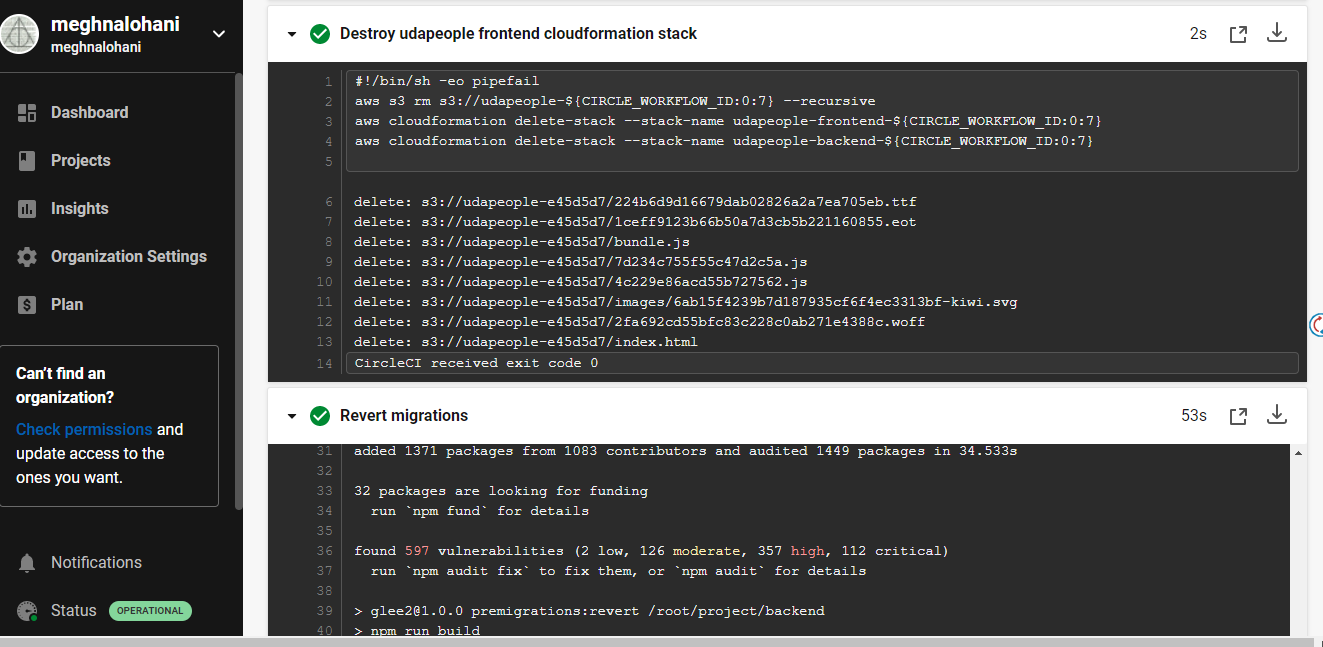 meghnalohani
meghnalohani
Dashboard
Projects
Insights
Organization Settings
Plan
Can't find an
organization?
Check permissions and
update access to the
ones you want.
Notifications
Status OPERATIONAL
Destroy udapeople frontend cloudformation stack 2s
1 #!/bin/sh -eo pipefail
2 aws s3 rm s3://udapeople-${CIRCLE_WORKFLOW_ID:0:7} --recursive
3 aws cloudformation delete-stack --stack-name udapeople-frontend-${CIRCLE_WORKFLOW_ID:0:7}
4 aws cloudformation delete-stack --stack-name udapeople-backend-${CIRCLE_WORKFLOW_ID:0:7}
5
6 delete: s3://udapeople-e45d5d7/224b6d9d16679dab02826a2a7ea705eb.ttf
7 delete: s3://udapeople-e45d5d7/1ceff9123b66b50a7d3cb5b221160855.eot
8 delete: s3://udapeople-e45d5d7/bundle.js
9 delete: s3://udapeople-e45d5d7/7d234c755f55c47d2c5a.js
10 delete: s3://udapeople-e45d5d7/4c229e86acd55b727562.js
11 delete: s3://udapeople-e45d5d7/images/6ab15f4239b7d187935cf6f4ec3313bf-kiwi.svg
12 delete: s3://udapeople-e45d5d7/2fa692cd55bfc83c228c0ab271e4388c.woff
13 delete: s3://udapeople-e45d5d7/index.html
14 CircleCI received exit code 0
Revert migrations 53s
31 added 1371 packages from 1083 contributors and audited 1449 packages in 34.533s
32
33 32 packages are looking for funding
34 run `npm fund` for details
35
36 found 597 vulnerabilities (2 low, 126 moderate, 357 high, 112 critical)
37 run `npm audit fix` to fix them, or `npm audit` for details
38
39 > glee2@1.0.0 premigrations:revert /root/project/backend
40 > npm run build